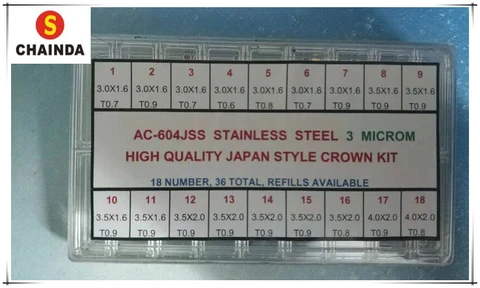 S
CHAINDA
1 2 3 4 5 6 7 8 9
3.0X1.6 3.0X1.6 3.0X1.6 3.0X1.6 3.0X1.6 3.0X1.6 3.0X1.6 3.5X1.6 3.5X1.6
T0.7 T0.9 T0.7 T0.6 T0.8 T0.7 T0.9 T0.9 T0.9
AC-604JSS STAINLESS STEEL 3 MICROM
HIGH QUALITY JAPAN STYLE CROWN KIT
18 NUMBER, 36 TOTAL, REFILLS AVAILABLE
10 11 12 13 14 15 16 17 18
3.5X1.6 3.5X1.6 3.5X2.0 3.5X2.0 3.5X2.0 3.5X2.0 3.5X2.0 4.0X2.0 4.0X2.0
T0.9 T0.9 T0.9 T0.9 T0.9 T0.9 T0.8 T0.9 T0.8